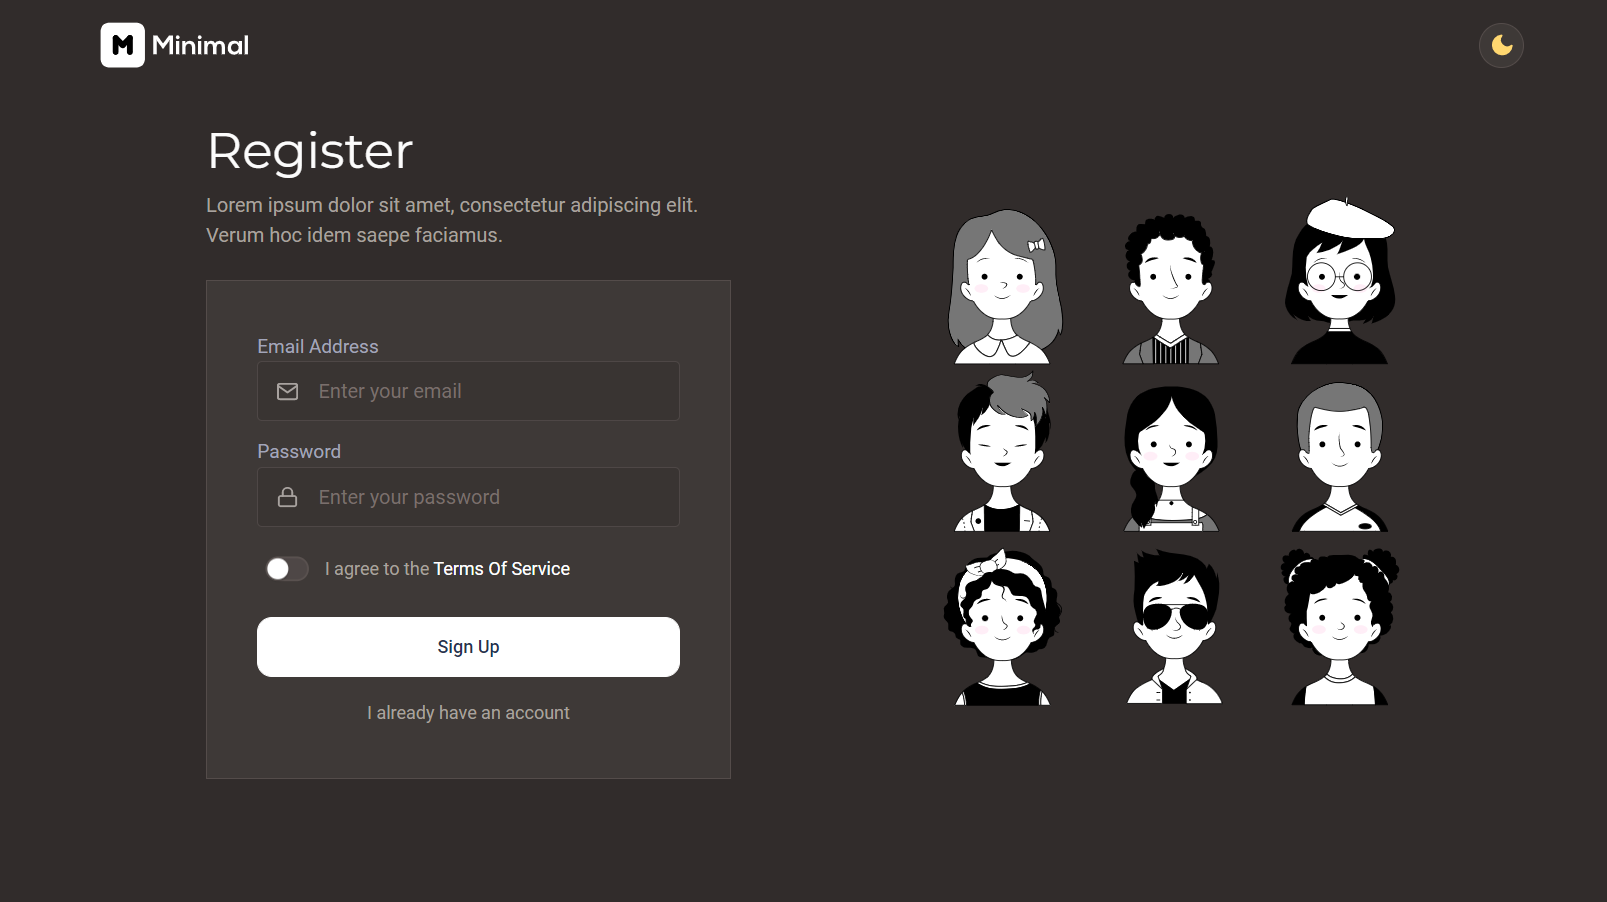 M Minimal
Register
Lorem ipsum dolor sit amet, consectetur adipiscing elit.
Verum hoc idem saepe faciamus.
Email Address
Enter your email
Password
Enter your password
I agree to the Terms Of Service
Sign Up
I already have an account